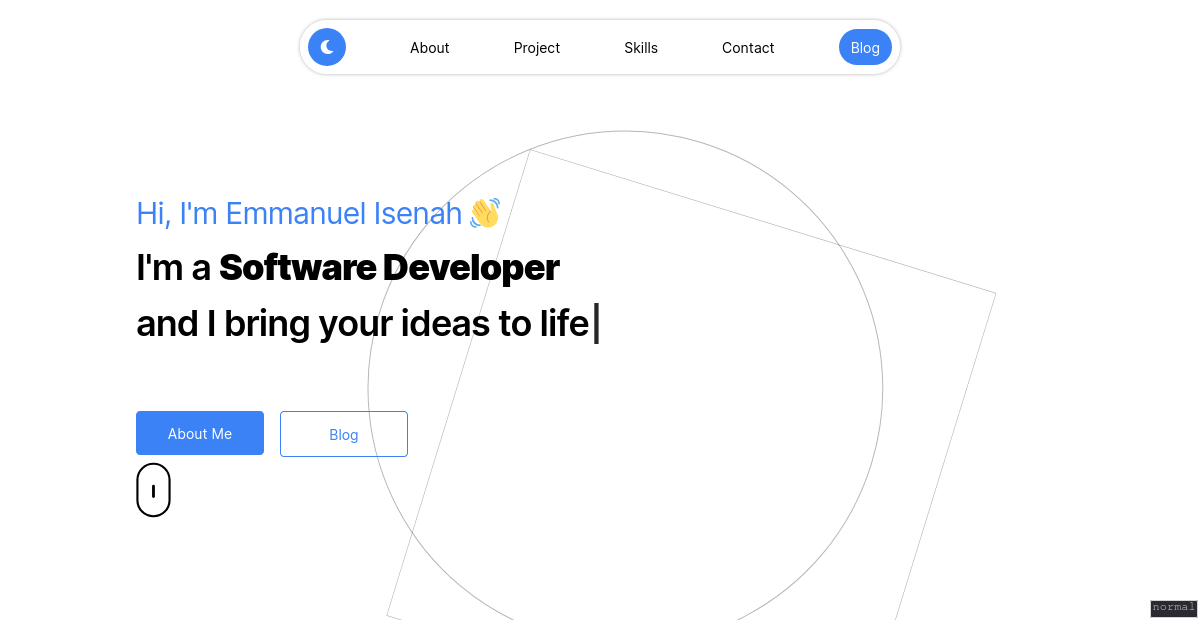 About Project Skills Contact Blog
Hi, I'm Emmanuel Isenah 👋
I'm a Software Developer
and I bring your ideas to life|
About Me Blog
normal